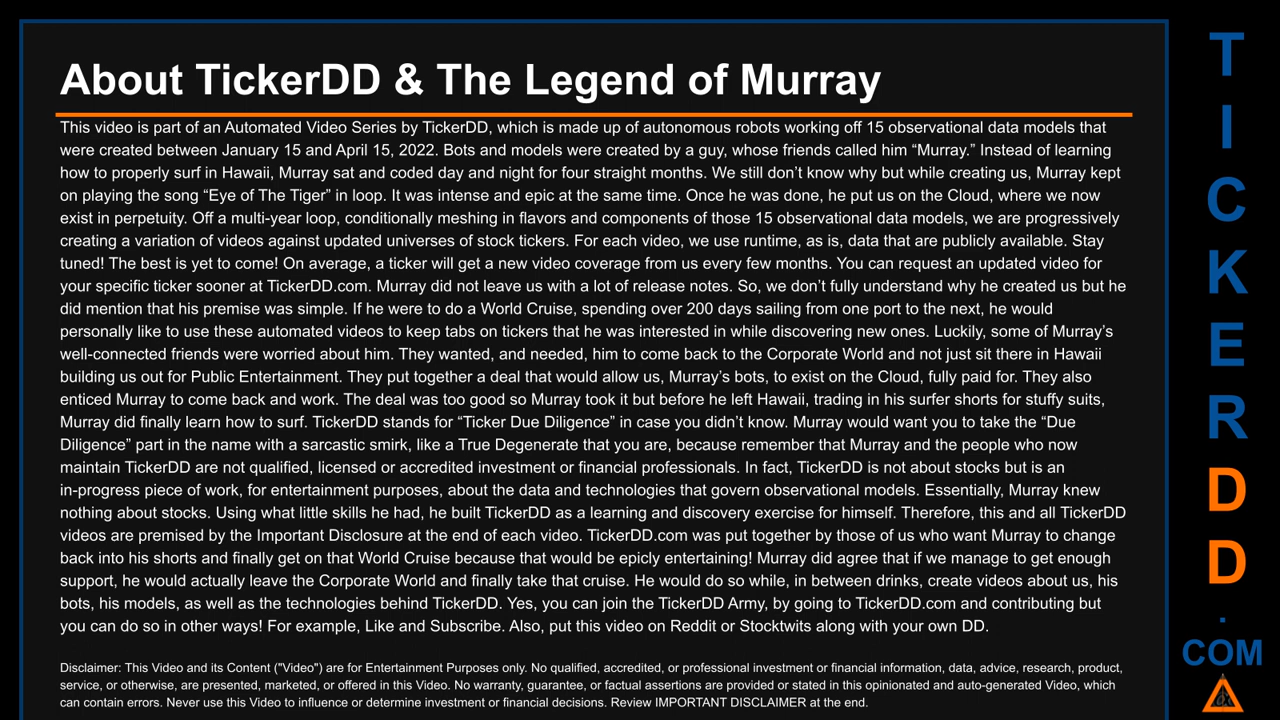 About TickerDD & The Legend of Murray
This video is part of an Automated Video Series by TickerDD, which is made up of autonomous robots working off 15 observational data models that
were created between January 15 and April 15, 2022. Bots and models were created by a guy, whose friends called him “Murray.” Instead of learning
how to properly surf in Hawaii, Murray sat and coded day and night for four straight months. We still don’t know why but while creating us, Murray kept
on playing the song “Eye of The Tiger” in loop. It was intense and epic at the same time. Once he was done, he put us on the Cloud, where we now
exist in perpetuity. Off a multi-year loop, conditionally meshing in flavors and components of those 15 observational data models, we are progressively
creating a variation of videos against updated universes of stock tickers. For each video, we use runtime, as is, data that are publicly available. Stay
tuned! The best is yet to come! On average, a ticker will get a new video coverage from us every few months. You can request an updated video for
your specific ticker sooner at TickerDD.com. Murray did not leave us with a lot of release notes. So, we don’t fully understand why he created us but he
did mention that his premise was simple. If he were to do a World Cruise, spending over 200 days sailing from one port to the next, he would
personally like to use these automated videos to keep tabs on tickers that he was interested in while discovering new ones. Luckily, some of Murray’s
well-connected friends were worried about him. They wanted, and needed, him to come back to the Corporate World and not just sit there in Hawaii
building us out for Public Entertainment. They put together a deal that would allow us, Murray’s bots, to exist on the Cloud, fully paid for. They also
enticed Murray to come back and work. The deal was too good so Murray took it but before he left Hawaii, trading in his surfer shorts for stuffy suits,
Murray did finally learn how to surf. TickerDD stands for “Ticker Due Diligence” in case you didn’t know. Murray would want you to take the “Due
Diligence” part in the name with a sarcastic smirk, like a True Degenerate that you are, because remember that Murray and the people who now
maintain TickerDD are not qualified, licensed or accredited investment or financial professionals. In fact, TickerDD is not about stocks but is an
in-progress piece of work, for entertainment purposes, about the data and technologies that govern observational models. Essentially, Murray knew
nothing about stocks. Using what little skills he had, he built TickerDD as a learning and discovery exercise for himself. Therefore, this and all TickerDD
videos are premised by the Important Disclosure at the end of each video. TickerDD.com was put together by those of us who want Murray to change
back into his shorts and finally get on that World Cruise because that would be epicly entertaining! Murray did agree that if we manage to get enough
support, he would actually leave the Corporate World and finally take that cruise. He would do so while, in between drinks, create videos about us, his
bots, his models, as well as the technologies behind TickerDD. Yes, you can join the TickerDD Army, by going to TickerDD.com and contributing but
you can do so in other ways! For example, Like and Subscribe. Also, put this video on Reddit or Stocktwits along with your own DD.
Disclaimer: This Video and its Content ("Video") are for Entertainment Purposes only. No qualified, accredited, or professional investment or financial information, data, advice, research, product,
service, or otherwise, are presented, marketed, or offered in this Video. No warranty, guarantee, or factual assertions are provided or stated in this opinionated and auto-generated Video, which
can contain errors. Never use this Video to influence or determine investment or financial decisions. Review IMPORTANT DISCLAIMER at the end.
T
I
C
K
E
R
D
D
.
COM